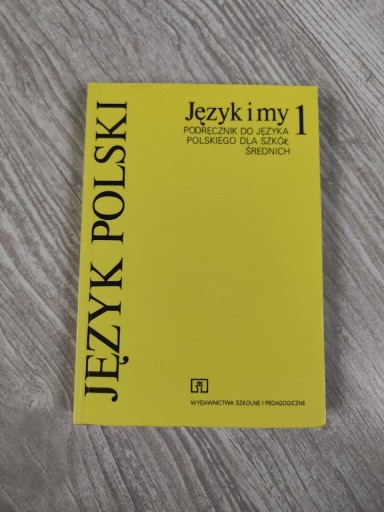 JĘZYK POLSKI
Język i my 1
PODRĘCZNIK DO JĘZYKA
POLSKIEGO DLA SZKÓŁ
ŚREDNICH
WYDAWNICTWA SZKOLNE I PEDAGOGICZNE